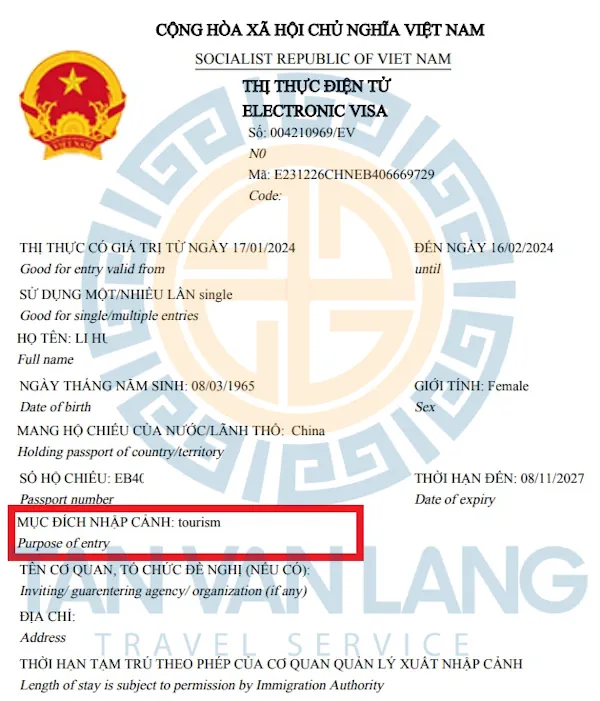 CỘNG HÒA XÃ HỘI CHỦ NGHĨA VIỆT NAM
SOCIALIST REPUBLIC OF VIET NAM
THỊ THỰC ĐIỆN TỬ
ELECTRONIC VISA
Số: 004210969/EV
N0
Mã: E231226CHNEB406669729
Code:
VIET NAM
THỊ THỰC CÓ GIÁ TRỊ TỪ NGÀY 17/01/2024 ĐẾN NGÀY 16/02/2024
Good for entry valid from until
SỬ DỤNG MỘT/NHIỀU LẦN single
Good for single/multiple entries
HỌ TÊN: LI HU
Full name
NGÀY THÁNG NĂM SINH: 08/03/1965 GIỚI TÍNH: Female
Date of birth Sex
MANG HỘ CHIẾU CỦA NƯỚC/LÃNH THỔ: China
Holding passport of country/territory
SỐ HỘ CHIẾU: EB40 THỜI HẠN ĐẾN: 08/11/2027
Passport number Date of expiry
MỤC ĐÍCH NHẬP CẢNH: tourism
Purpose of entry
TÊN CƠ QUAN, TỔ CHỨC ĐỀ NGHỊ (NẾU CÓ):
Inviting/ guarentering agency/ organization (if any)
TAN VAN LANG
ĐỊA CHỈ:
Address
TRAVEL SERVICE
THỜI HẠN TẠM TRÚ THEO PHÉP CỦA CƠ QUAN QUẢN LÝ XUẤT NHẬP CẢNH
Length of stay is subject to permission by Immigration Authority